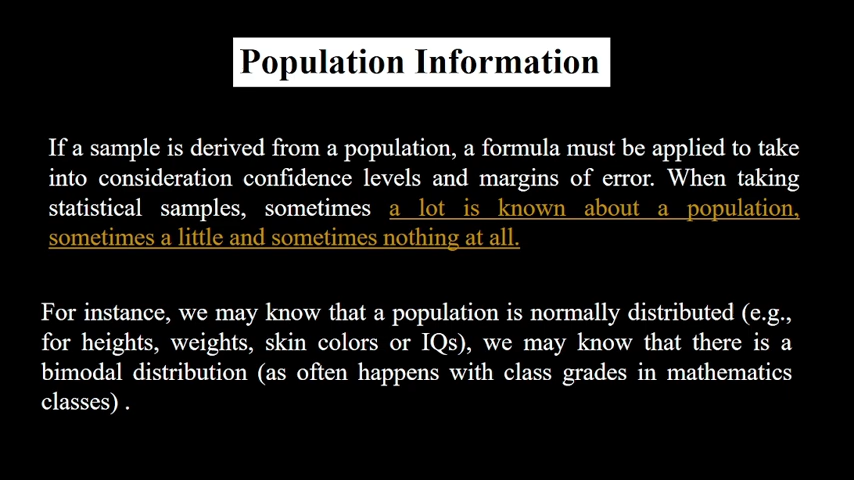 Population Information
If a sample is derived from a population, a formula must be applied to take
into consideration confidence levels and margins of error. When taking
statistical samples, sometimes a lot is known about a population,
sometimes a little and sometimes nothing at all.
For instance, we may know that a population is normally distributed (e.g.,
for heights, weights, skin colors or IQs), we may know that there is a
bimodal distribution (as often happens with class grades in mathematics
classes) .